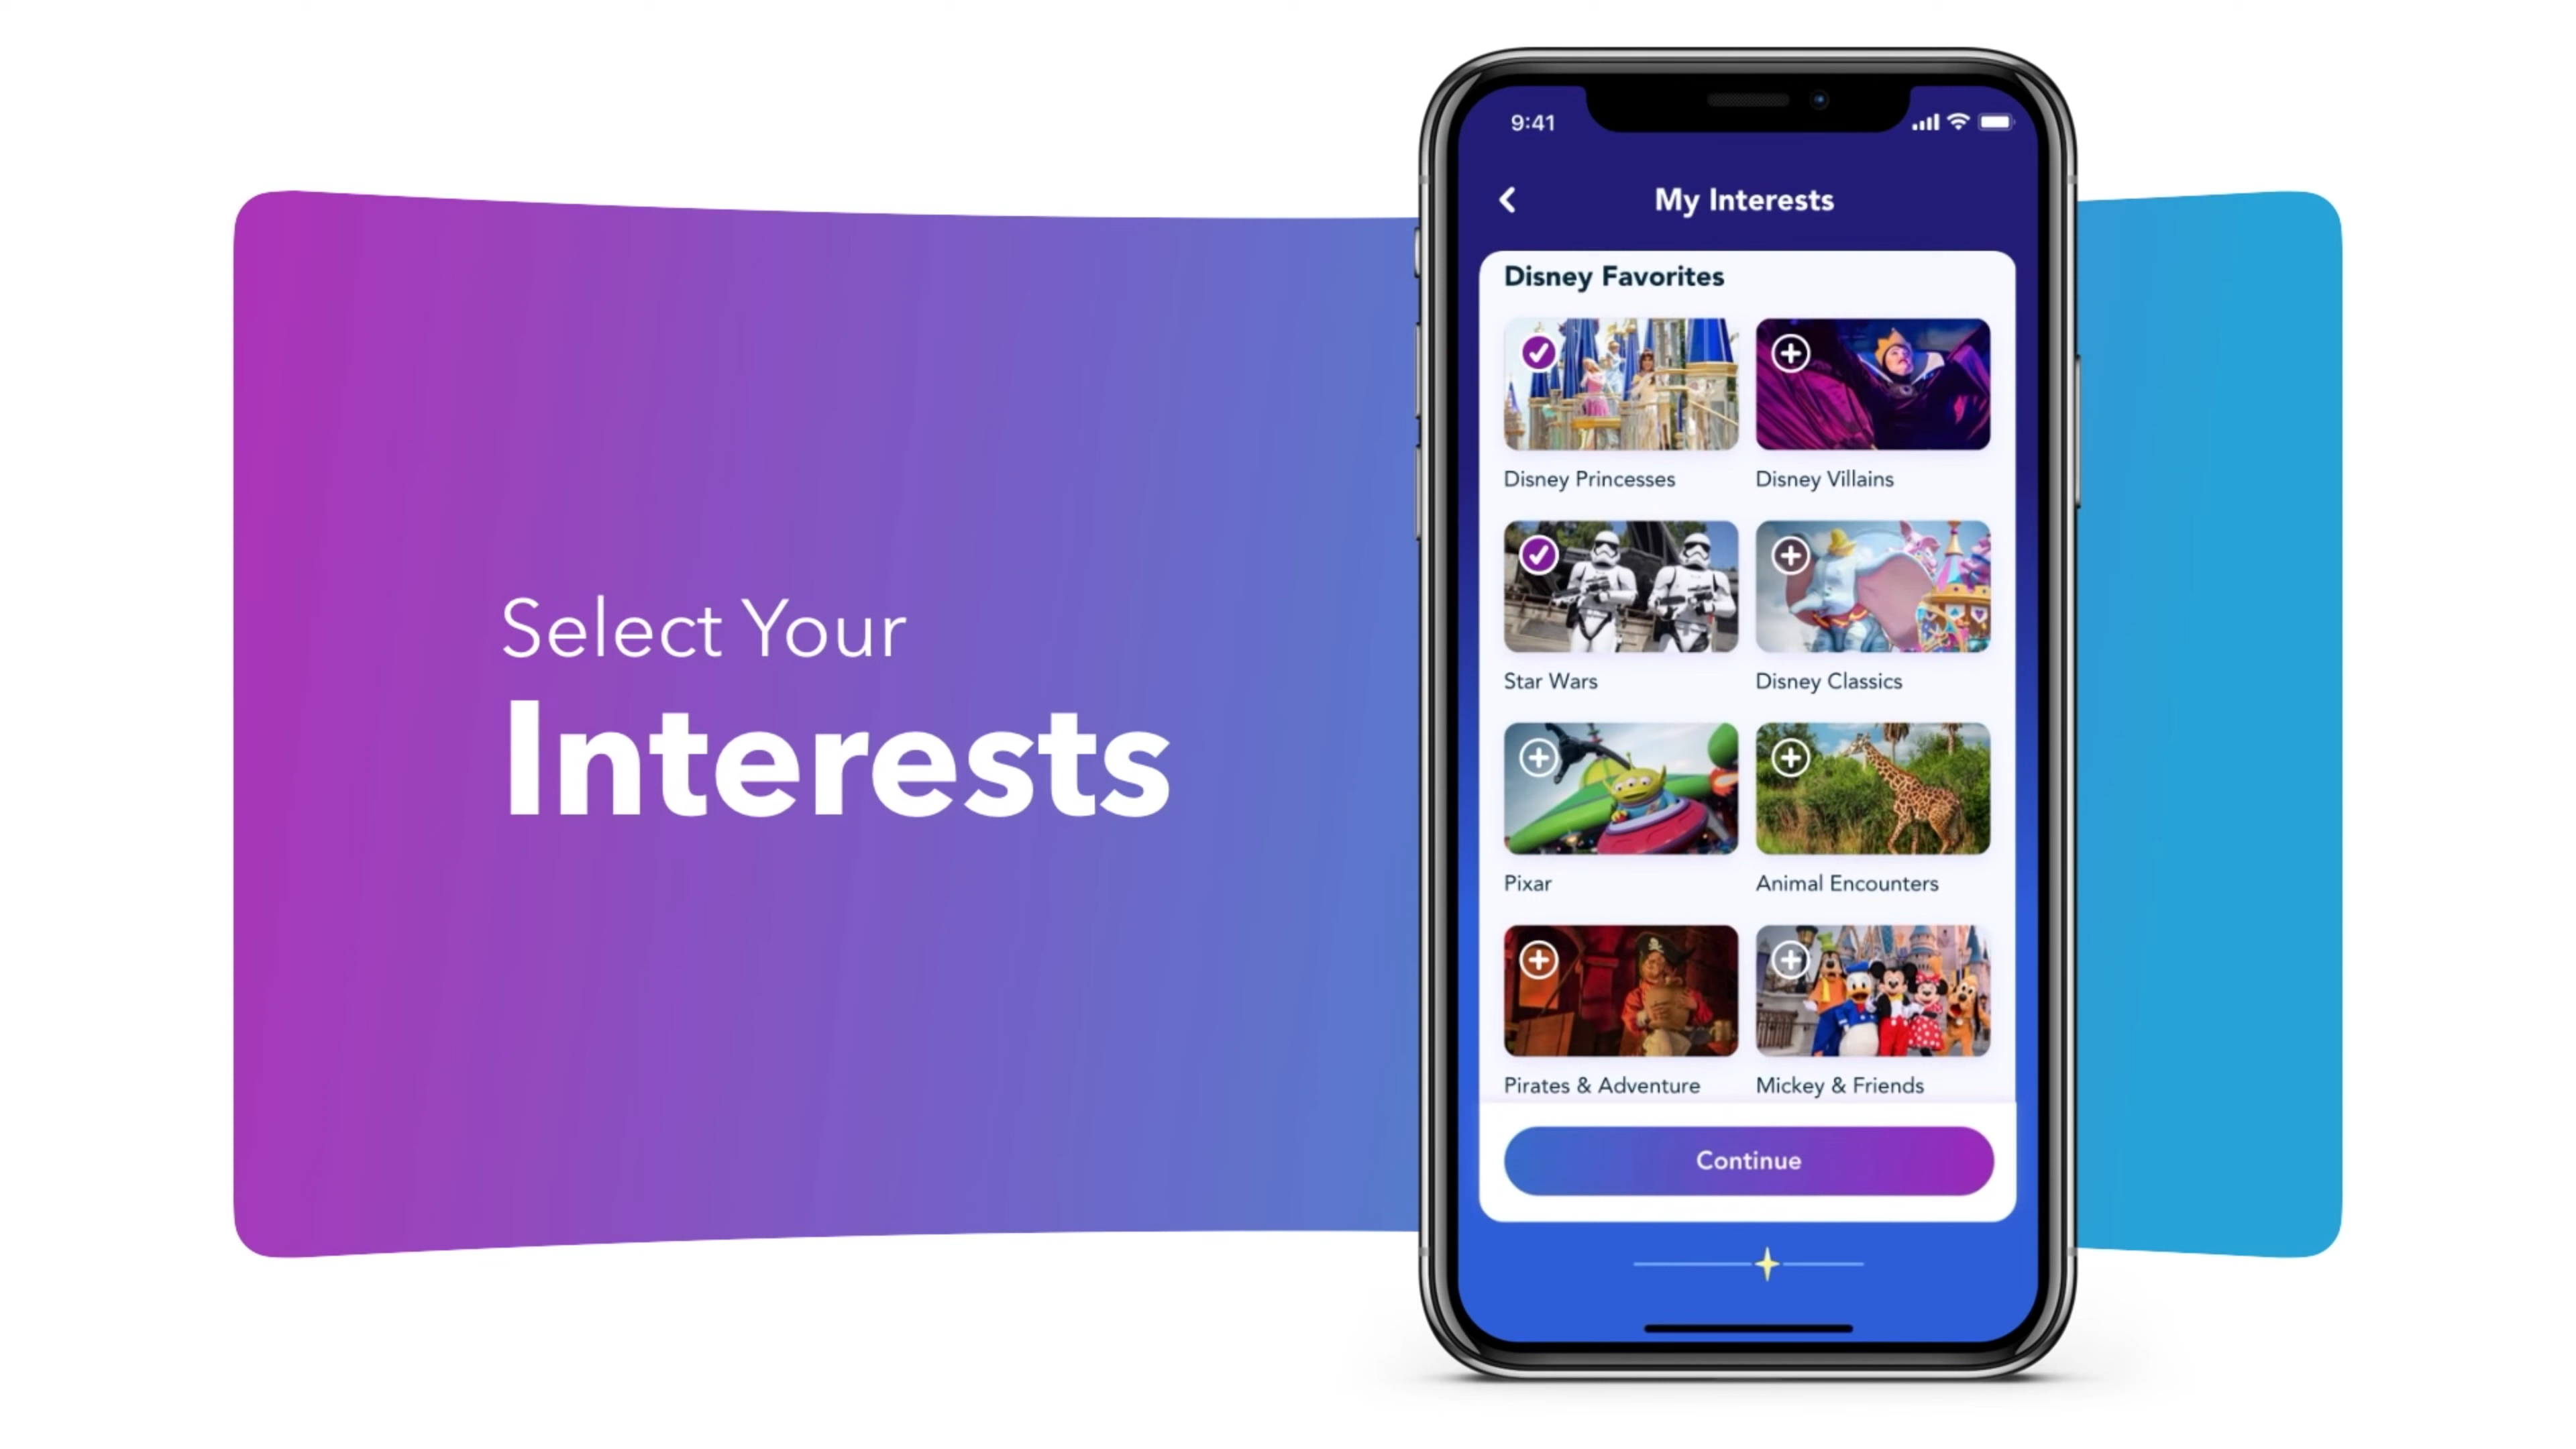 Select Your
Interests
9:41
My Interests
Disney Favorites
Disney Princesses
Disney Villains
Star Wars
Disney Classics
Pixar
Animal Encounters
Pirates & Adventure
Mickey & Friends
Continue